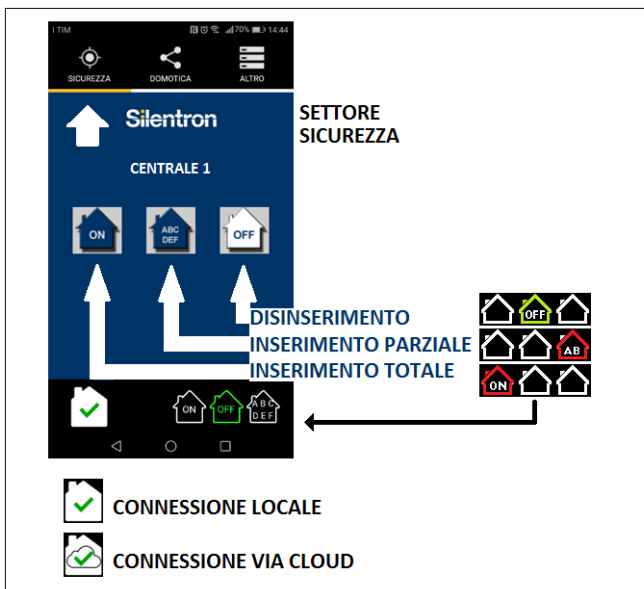 I TIM 70% 14:44
SICUREZZA DOMOTICA ALTRO
Silentron
SETTORE
SICUREZZA
CENTRALE 1
ON
ABC
DEF
OFF
DISINSERIMENTO
INSERIMENTO PARZIALE
INSERIMENTO TOTALE
OFF
AB
ON
ON
OFF
ABC
DEF
CONNESSIONE LOCALE
CONNESSIONE VIA CLOUD